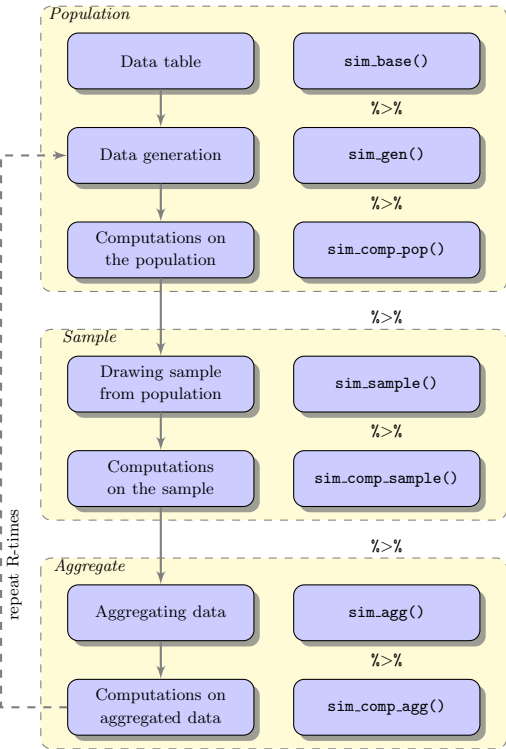 Population
Data table
sim_base()
%>%
Data generation
sim_gen()
%>%
Computations on
the population
sim_comp_pop()
%>%
Sample
Drawing sample
from population
sim_sample()
%>%
Computations
on the sample
sim_comp_sample()
%>%
Aggregate
Aggregating data
sim_agg()
%>%
Computations on
aggregated data
sim_comp_agg()
repeat R-times